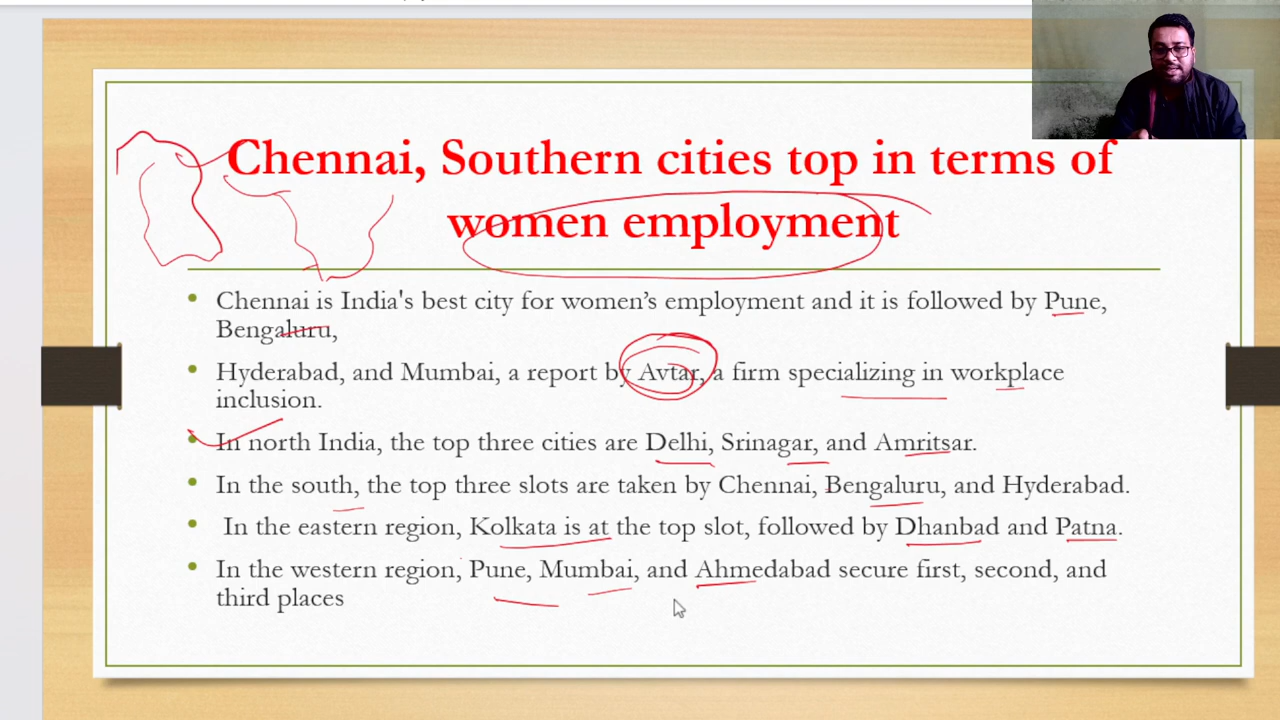 Chennai, Southern cities top in terms of
women employment
• Chennai is India's best city for women’s employment and it is followed by Pune,
Bengaluru,
• Hyderabad, and Mumbai, a report by Avtar, a firm specializing in workplace
inclusion.
• In north India, the top three cities are Delhi, Srinagar, and Amritsar.
• In the south, the top three slots are taken by Chennai, Bengaluru, and Hyderabad.
• In the eastern region, Kolkata is at the top slot, followed by Dhanbad and Patna.
• In the western region, Pune, Mumbai, and Ahmedabad secure first, second, and
third places